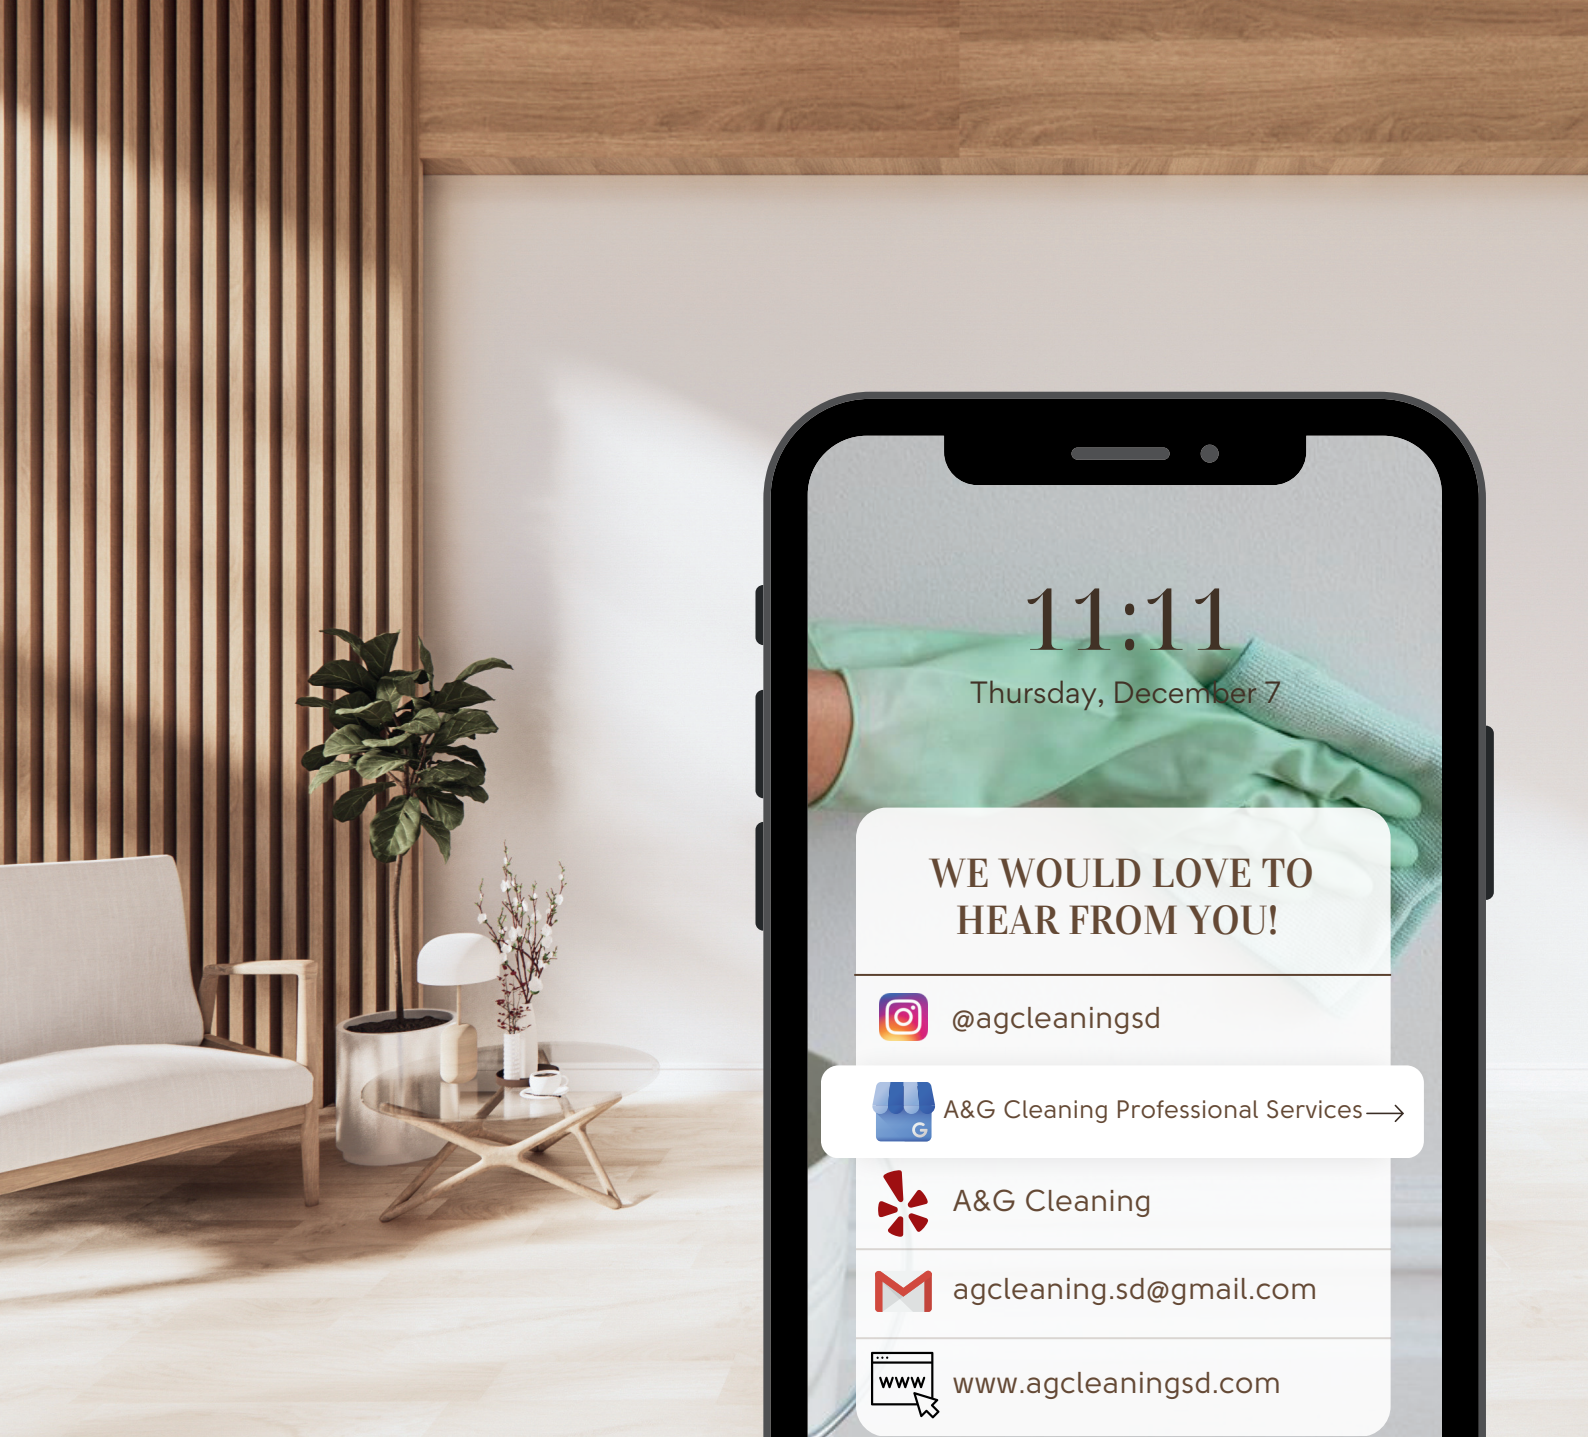 11:11
Thursday, December 7
WE WOULD LOVE TO
HEAR FROM YOU!
@agcleaningsd
G A&G Cleaning Professional Services
A&G Cleaning
agcleaning.sd@gmail.com
www www.agcleaningsd.com